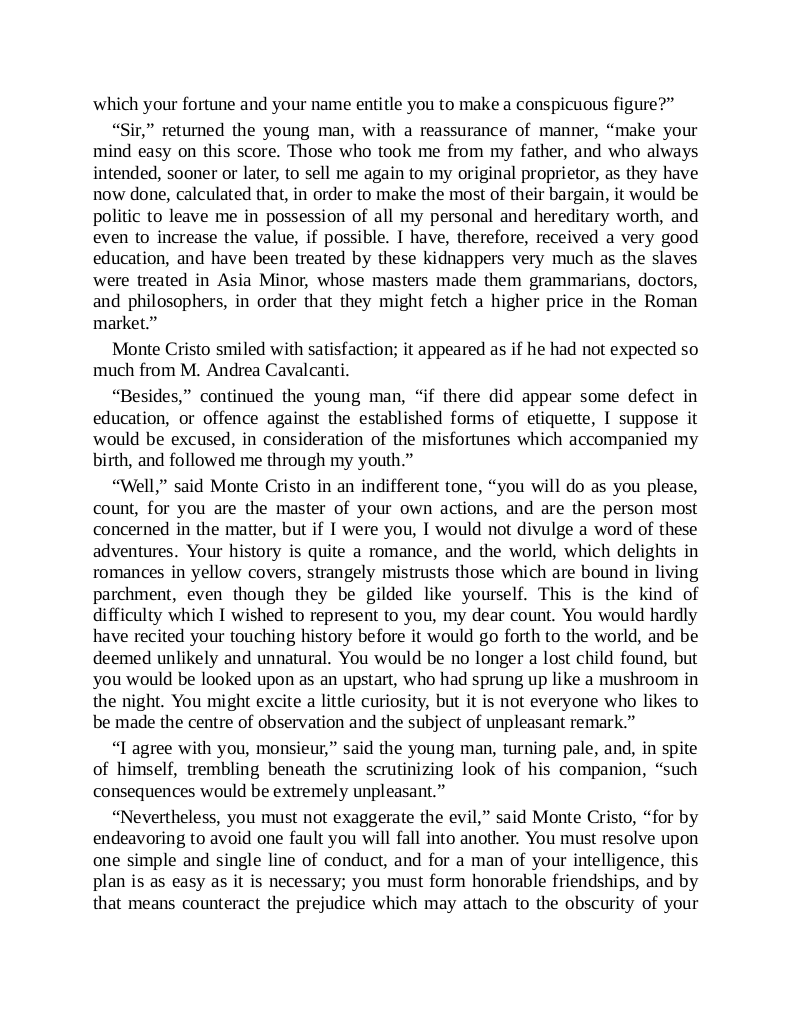 which your fortune and your name entitle you to make a conspicuous figure?”
“Sir,” returned the young man, with a reassurance of manner, “make your
mind easy on this score. Those who took me from my father, and who always
intended, sooner or later, to sell me again to my original proprietor, as they have
now done, calculated that, in order to make the most of their bargain, it would be
politic to leave me in possession of all my personal and hereditary worth, and
even to increase the value, if possible. I have, therefore, received a very good
education, and have been treated by these kidnappers very much as the slaves
were treated in Asia Minor, whose masters made them grammarians, doctors,
and philosophers, in order that they might fetch a higher price in the Roman
market.”
Monte Cristo smiled with satisfaction; it appeared as if he had not expected so
much from M. Andrea Cavalcanti.
“Besides,” continued the young man, “if there did appear some defect in
education, or offence against the established forms of etiquette, I suppose it
would be excused, in consideration of the misfortunes which accompanied my
birth, and followed me through my youth.”
“Well,” said Monte Cristo in an indifferent tone, “you will do as you please,
count, for you are the master of your own actions, and are the person most
concerned in the matter, but if I were you, I would not divulge a word of these
adventures. Your history is quite a romance, and the world, which delights in
romances in yellow covers, strangely mistrusts those which are bound in living
parchment, even though they be gilded like yourself. This is the kind of
difficulty which I wished to represent to you, my dear count. You would hardly
have recited your touching history before it would go forth to the world, and be
deemed unlikely and unnatural. You would be no longer a lost child found, but
you would be looked upon as an upstart, who had sprung up like a mushroom in
the night. You might excite a little curiosity, but it is not everyone who likes to
be made the centre of observation and the subject of unpleasant remark.”
“I agree with you, monsieur,” said the young man, turning pale, and, in spite
of himself, trembling beneath the scrutinizing look of his companion, “such
consequences would be extremely unpleasant.”
“Nevertheless, you must not exaggerate the evil,” said Monte Cristo, “for by
endeavoring to avoid one fault you will fall into another. You must resolve upon
one simple and single line of conduct, and for a man of your intelligence, this
plan is as easy as it is necessary; you must form honorable friendships, and by
that means counteract the prejudice which may attach to the obscurity of your